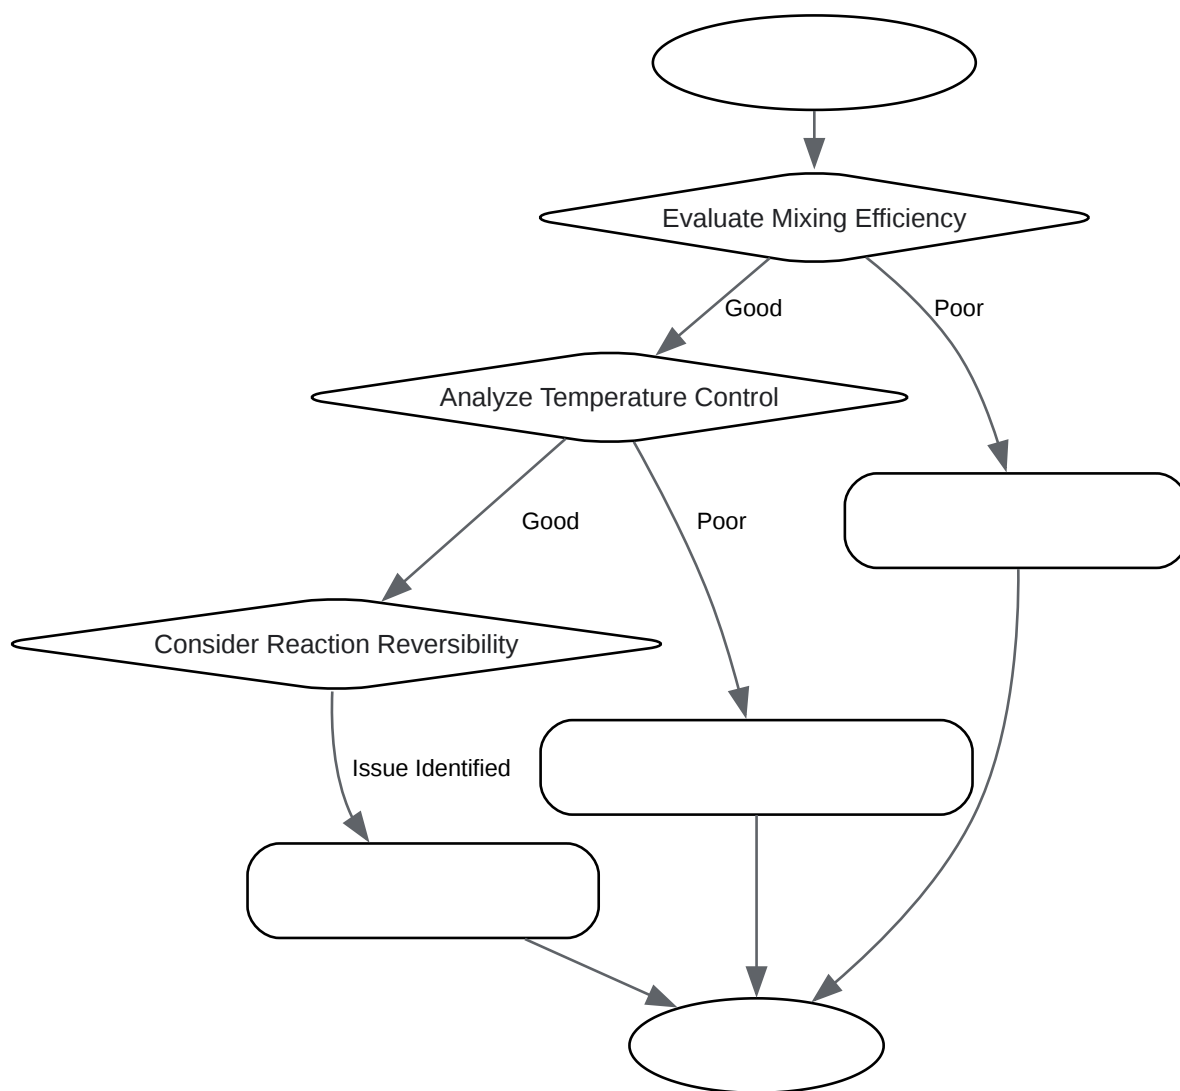 Evaluate Mixing Efficiency
Good
Poor
Analyze Temperature Control
Good
Poor
Consider Reaction Reversibility
Issue Identified